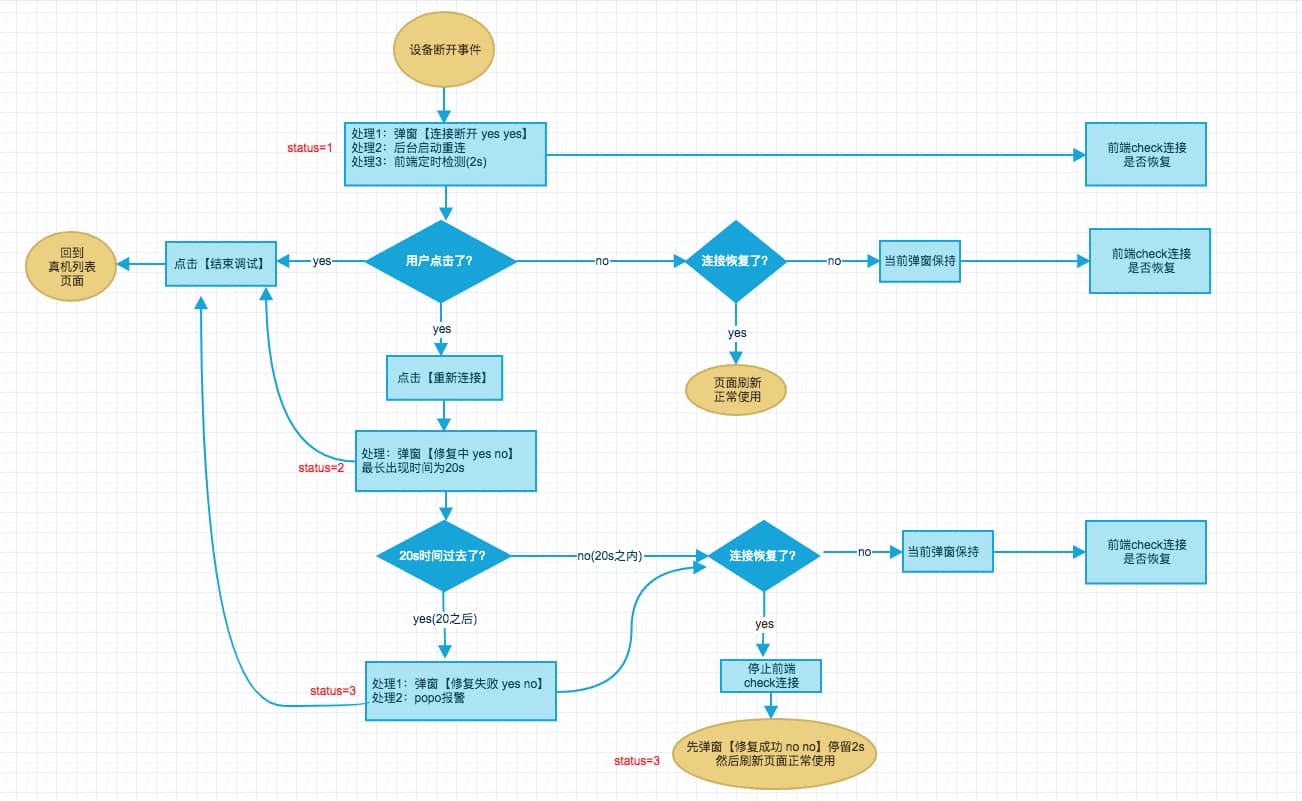 设备断开事件
status=1
处理1：弹窗【连接断开 yes yes】
处理2：后台启动重连
处理3：前端定时检测(2s)
前端check连接
是否恢复
回到
真机列表
页面
点击【结束调试】
yes
用户点击了?
no
连接恢复了?
no
当前弹窗保持
前端check连接
是否恢复
yes
yes
点击【重新连接】
页面刷新
正常使用
status=2
处理：弹窗【修复中 yes no】
最长出现时间为20s
20s时间过去了?
no(20s之内)
连接恢复了?
no
当前弹窗保持
前端check连接
是否恢复
yes(20之后)
yes
status=3
处理1：弹窗【修复失败 yes no】
处理2：popo报警
停止前端
check连接
status=3
先弹窗【修复成功 no no】停留2s
然后刷新页面正常使用